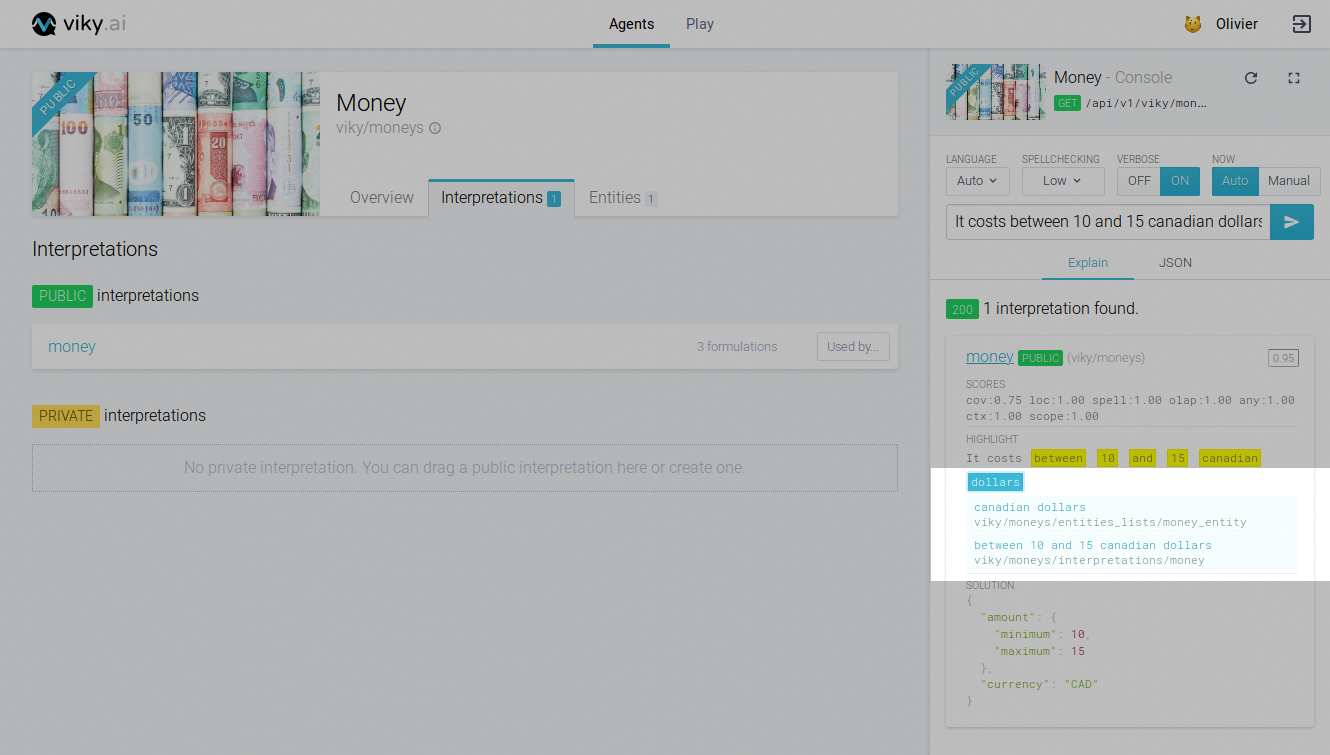 viky.ai
Agents
Play
Olivier
PUBLIC
100
50
20
Money
viky/moneys
Overview
Interpretations 1
Entities 1
Interpretations
PUBLIC interpretations
money
3 formulations
Used by...
PRIVATE interpretations
No private interpretation. You can drag a public interpretation here or create one.
PUBLIC
Money - Console
GET /api/v1/viky/mon...
LANGUAGE SPELLCHECKING VERBOSE NOW
Auto Low OFF ON Auto Manual
It costs between 10 and 15 canadian dollars
Explain JSON
200 1 interpretation found.
money PUBLIC (viky/moneys) 0.95
SCORES
cov:0.75 loc:1.00 spell:1.00 olap:1.00 any:1.00
ctx:1.00 scope:1.00
HIGHLIGHT
It costs between 10 and 15 canadian
dollars
canadian dollars
viky/moneys/entities_lists/money_entity
between 10 and 15 canadian dollars
viky/moneys/interpretations/money
SOLUTION
{
"amount": {
"minimum": 10,
"maximum": 15
},
"currency": "CAD"
}